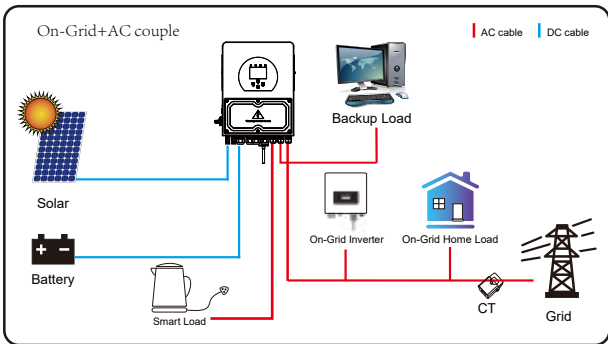 On-Grid+AC couple
AC cable
DC cable
Backup Load
Solar
On-Grid Inverter
On-Grid Home Load
Battery
Smart Load
CT
Grid